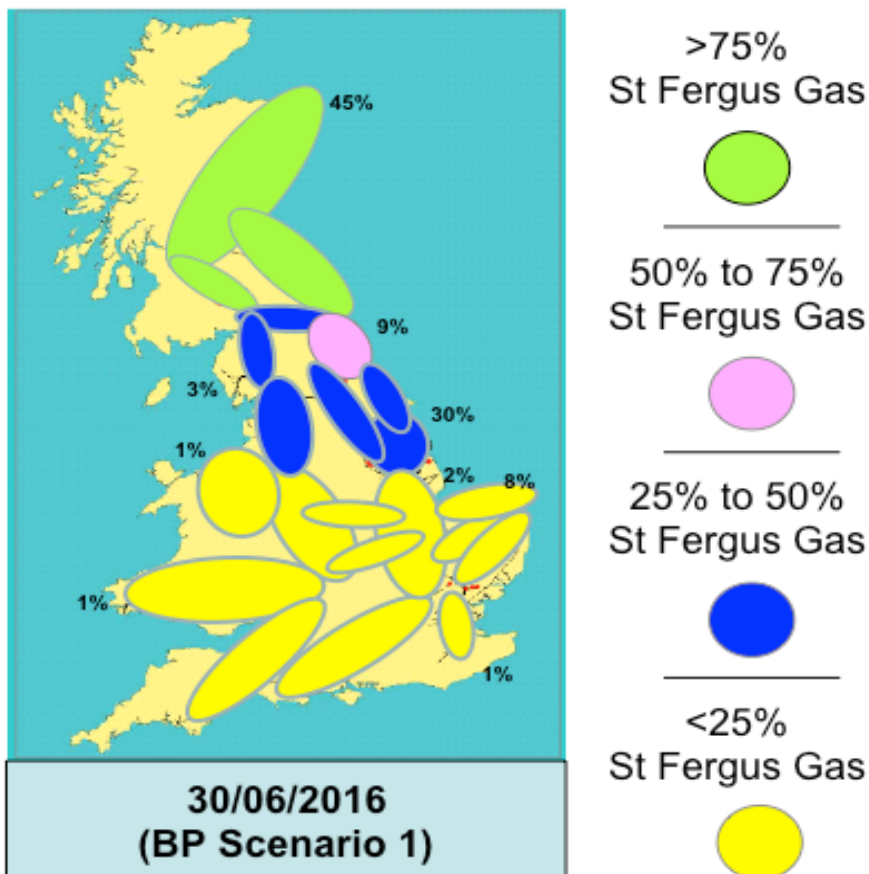 45%
9%
3%
30%
1%
2%
8%
1%
1%
30/06/2016
(BP Scenario 1)
>75%
St Fergus Gas
50% to 75%
St Fergus Gas
25% to 50%
St Fergus Gas
<25%
St Fergus Gas